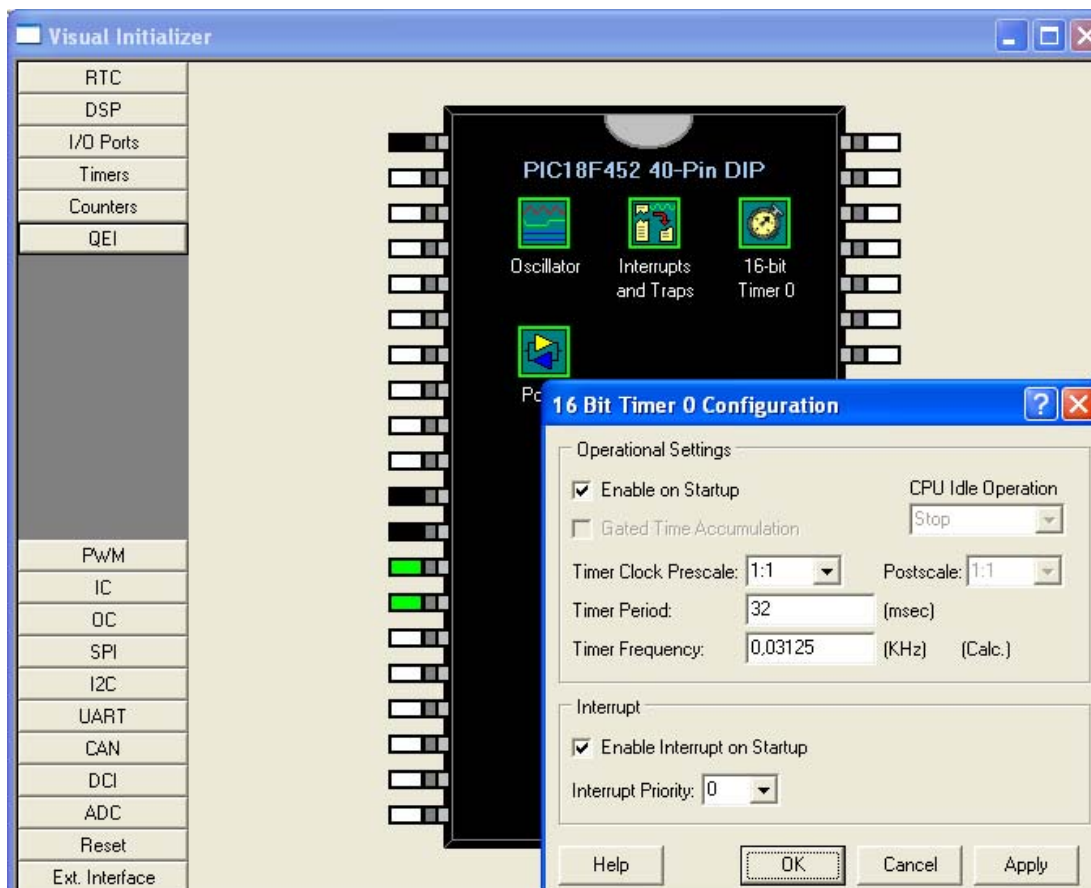 Visual Initializer
RTC
DSP
I/O Ports
Timers
Counters
QEI
PWM
IC
OC
SPI
I2C
UART
CAN
DCI
ADC
Reset
Ext. Interface
PIC18F452 40-Pin DIP
Oscillator
Interrupts
and Traps
16-bit
Timer 0
16 Bit Timer 0 Configuration
Operational Settings
Enable on Startup
CPU Idle Operation
Gated Time Accumulation
Stop
Timer Clock Prescale: 1:1
Postscale: 1:1
Timer Period: 32 (msec)
Timer Frequency: 0,03125 (KHz) (Calc.)
Interrupt
Enable Interrupt on Startup
Interrupt Priority: 0
Help
OK
Cancel
Apply